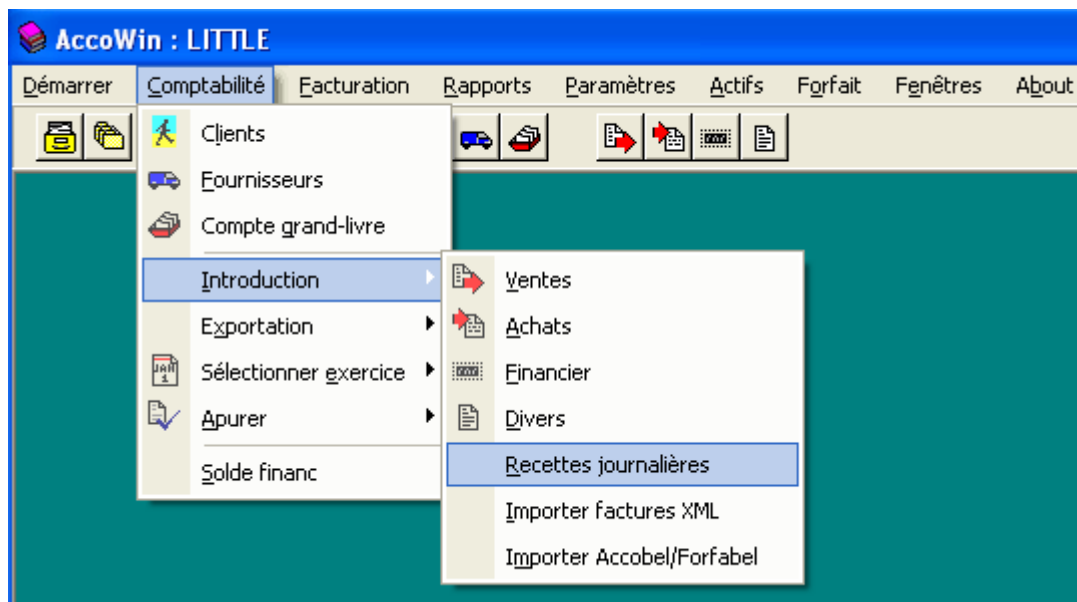 AccoWin : LITTLE
Démarrer Comptabilité Facturation Rapports Paramètres Actifs Forfait Fenêtres About
Clients
Fournisseurs
Compte grand-livre
Introduction
Exportation
Sélectionner exercice
Apurer
Solde financ
Ventes
Achats
Financier
Divers
Recettes journalières
Importer factures XML
Importer Accobel/Forfabel